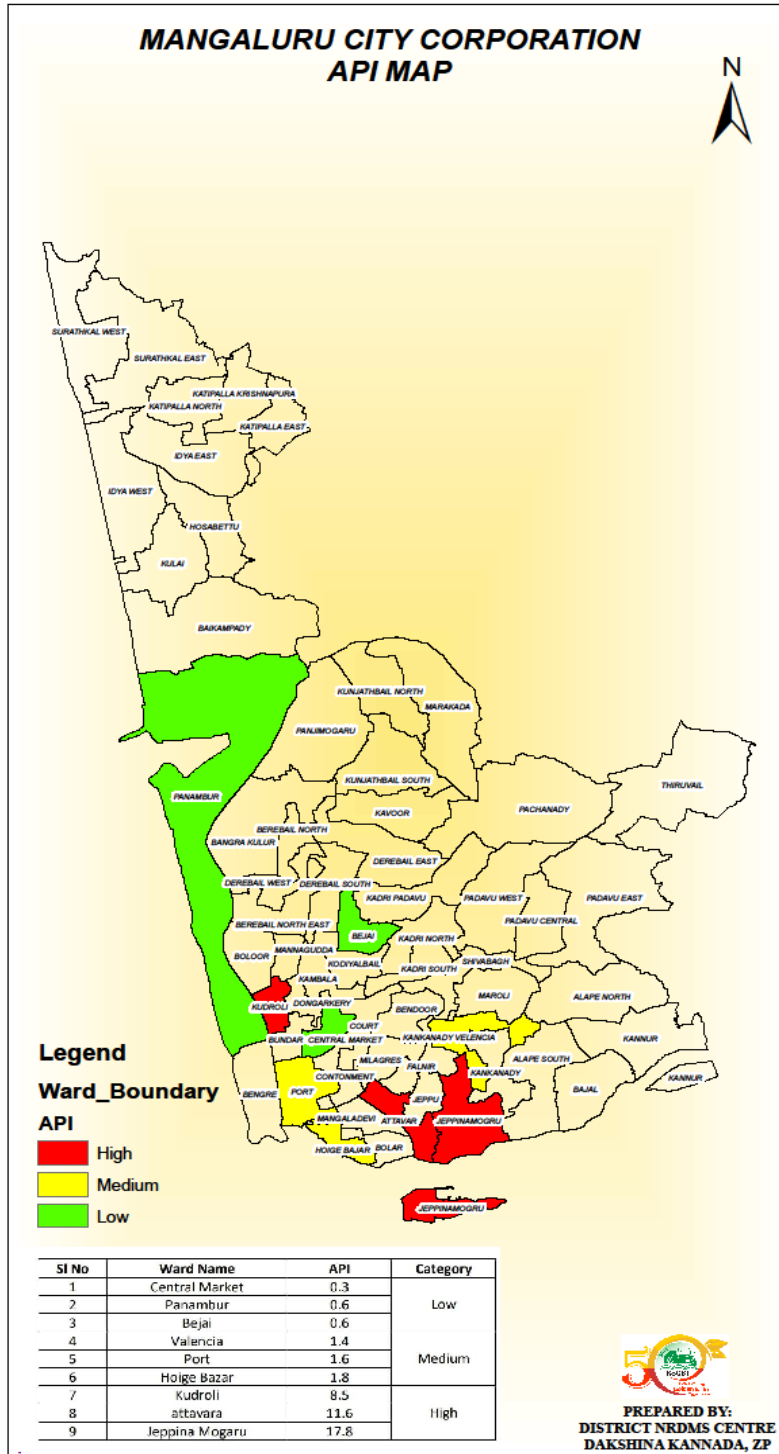 MANGALURU CITY CORPORATION
API MAP
N
SURATHKAL WEST
SURATHKAL EAST
KATIPALLA KRISHNAPURA
KATIPALLA NORTH
KATIPALLA EAST
IDYA EAST
IDYA WEST
HOSABETTU
KULAI
BAIKAMPADY
KUNJATHBAIL NORTH
MARAKADA
PANJIMOGARU
KUNJATHBAIL SOUTH
THIRUVAIL
PANAMBUR
KAVOOR
PACHANADY
BEREBAIL NORTH
BANGRA KULUR
DEREBAIL EAST
DEREBAIL WEST
DEREBAIL SOUTH
KADRI PADAVU
PADAVU WEST
PADAVU EAST
PADAVU CENTRAL
BEREBAIL NORTH EAST
BEJAI
KADRI NORTH
MANNAGUDDA
BOLOOR
KODIYALBAIL
SHIVABAGH
KADRI SOUTH
KAMBALA
MAROLI
ALAPE NORTH
KUDROLI
DONGARKERY
BENDOOR
COURT
BUNDAR
CENTRAL MARKET
KANKANADY VELENCIA
KANNUR
MILAGRES
ALAPE SOUTH
FALNIR
KANKANADY
CONTONMENT
KANNUR
BENGRE
PORT
JEPPU
BAJAL
MANGALADEVI
ATTAVAR
JEPPINAMOGRU
HOIGE BAJAR
BOLAR
JEPPINAMOGRU
Legend
Ward_Boundary
API
High
Medium
Low
Sl No Ward Name API Category
1 Central Market 0.3
2 Panambur 0.6 Low
3 Bejai 0.6
4 Valencia 1.4
5 Port 1.6 Medium
6 Hoige Bazar 1.8
7 Kudroli 8.5
8 attavara 11.6 High
9 Jeppina Mogaru 17.8
PREPARED BY:
DISTRICT NRDMS CENTRE
DAKSHINA KANNADA, ZP